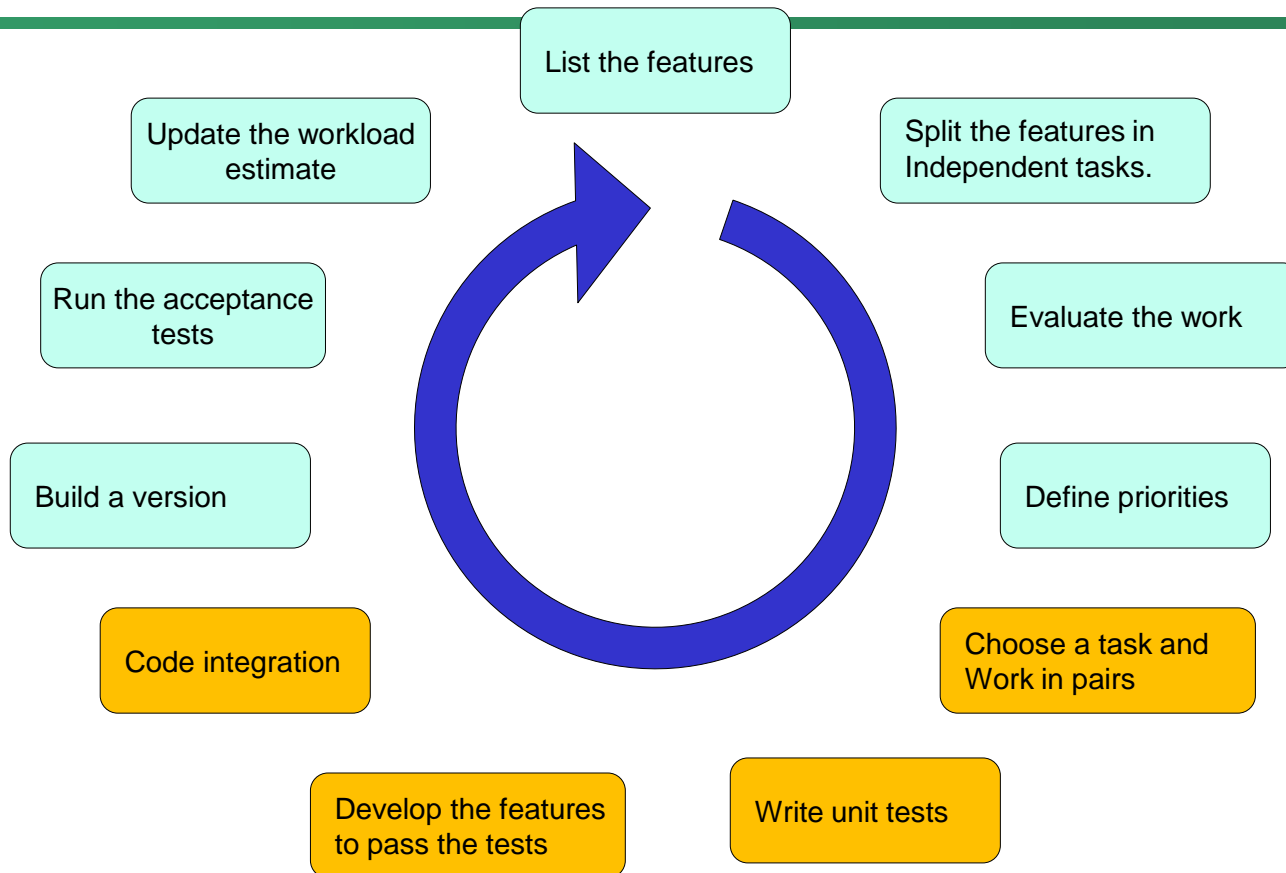 List the features
Split the features in
Independent tasks.
Evaluate the work
Define priorities
Choose a task and
Work in pairs
Write unit tests
Develop the features
to pass the tests
Code integration
Build a version
Run the acceptance
tests
Update the workload
estimate